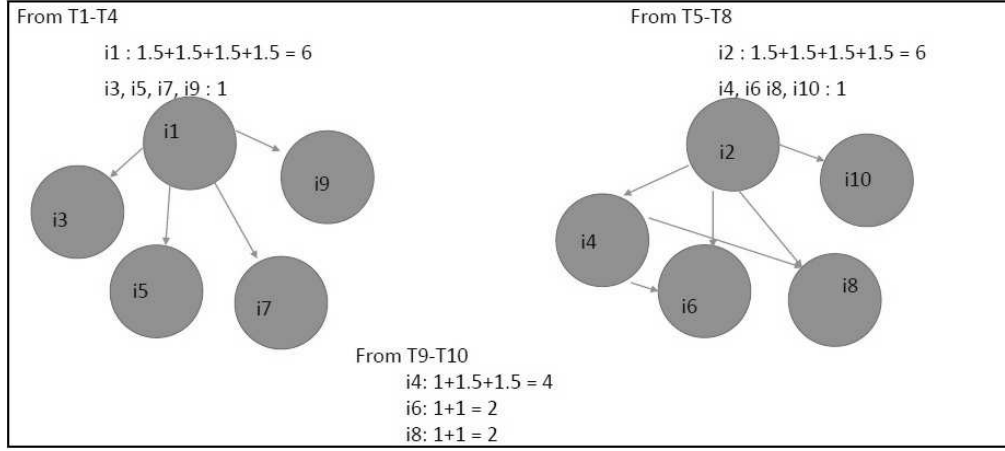 From T1-T4
i1 : 1.5+1.5+1.5+1.5 = 6
i3, i5, i7, i9 : 1
i1
i9
i3
i5
i7
From T5-T8
i2 : 1.5+1.5+1.5+1.5 = 6
i4, i6 i8, i10 : 1
i2
i10
i4
i6
i8
From T9-T10
i4: 1+1.5+1.5 = 4
i6: 1+1 = 2
i8: 1+1 = 2